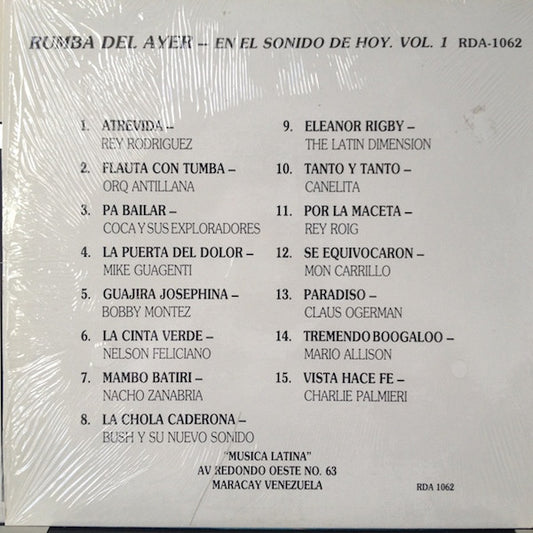 RUMBA DEL AYER – EN EL SONIDO DE HOY. VOL. 1 RDA-1062
1. ATREVIDA –
REY RODRIGUEZ
2. FLAUTA CON TUMBA –
ORQ ANTILLANA
3. PA BAILAR –
COCA Y SUS EXPLORADORES
4. LA PUERTA DEL DOLOR –
MIKE GUAGENTI
5. GUAJIRA JOSEPHINA –
BOBBY MONTEZ
6. LA CINTA VERDE –
NELSON FELICIANO
7. MAMBO BATIRI –
NACHO ZANABRIA
8. LA CHOLA CADERONA –
BUSH Y SU NUEVO SONIDO
9. ELEANOR RIGBY –
THE LATIN DIMENSION
10. TANTO Y TANTO –
CANELITA
11. POR LA MACETA –
REY ROIG
12. SE EQUIVOCARON –
MON CARRILLO
13. PARADISO –
CLAUS OGERMAN
14. TREMENDO BOOGALOO –
MARIO ALLISON
15. VISTA HACE FE –
CHARLIE PALMIERI
"MUSICA LATINA"
AV REDONDO OESTE NO. 63
MARACAY VENEZUELA
RDA 1062